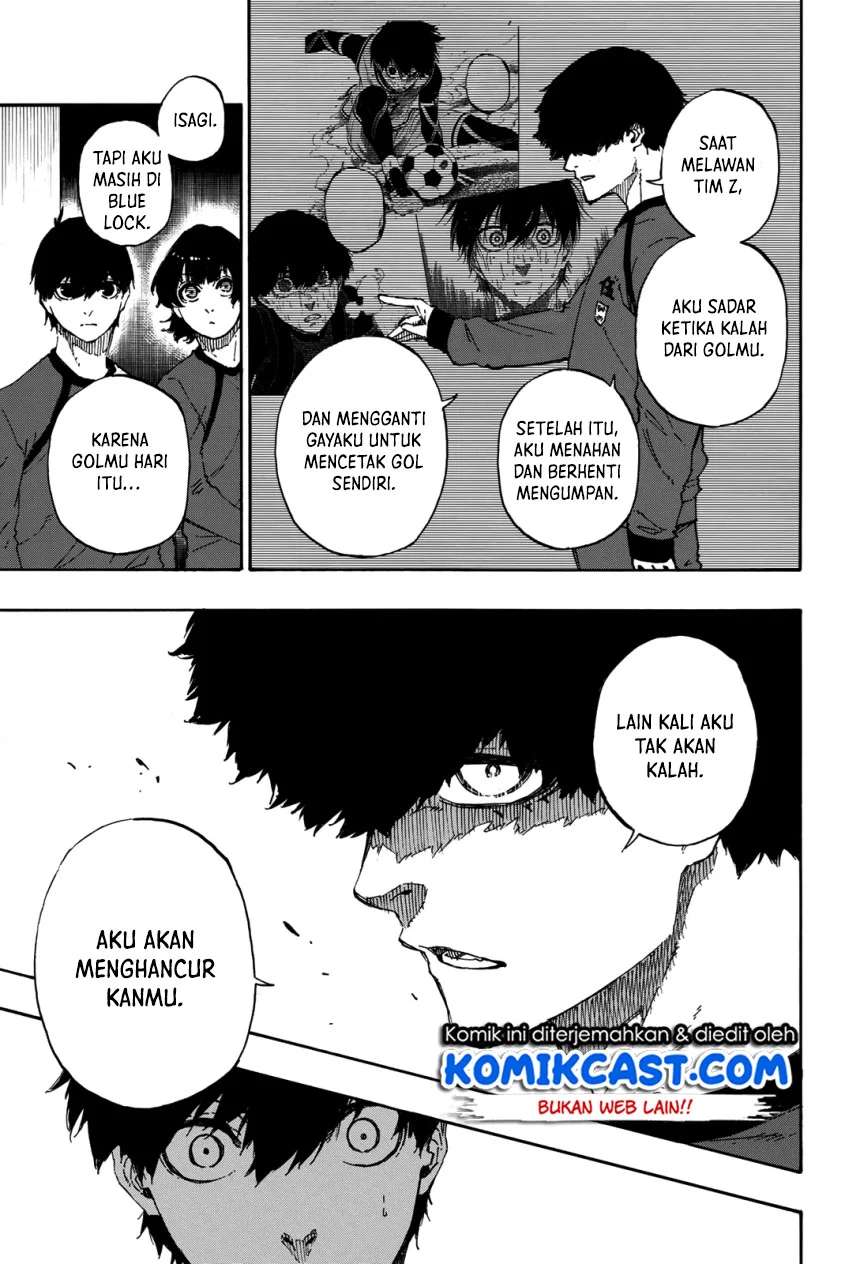 SAAT
MELAWAN
TIM Z,
AKU SADAR
KETIKA KALAH
DARI GOLMU.
SETELAH ITU,
AKU MENAHAN
DAN BERHENTI
MENGUMPAN.
DAN MENGGANTI
GAYAKU UNTUK
MENCETAK GOL
SENDIRI.
ISAGI.
TAPI AKU
MASIH DI
BLUE
LOCK.
KARENA
GOLMU HARI
ITU...
LAIN KALI AKU
TAK AKAN
KALAH.
AKU AKAN
MENGHANCUR
KANMU.
Komik ini diterjemahkan & diedit oleh
KOMIKCAST.COM
BUKAN WEB LAIN!!